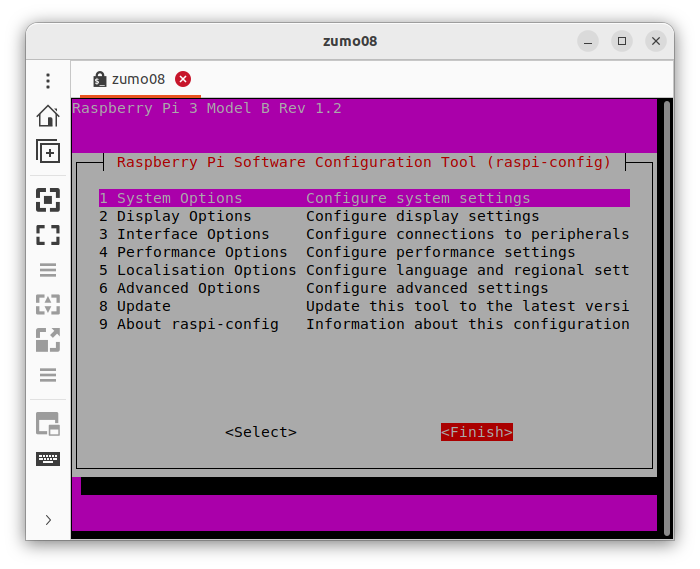 zumo08
zumo08
Raspberry Pi 3 Model B Rev 1.2
Raspberry Pi Software Configuration Tool (raspi-config)
1 System Options Configure system settings
2 Display Options Configure display settings
3 Interface Options Configure connections to peripherals
4 Performance Options Configure performance settings
5 Localisation Options Configure language and regional sett
6 Advanced Options Configure advanced settings
8 Update Update this tool to the latest versi
9 About raspi-config Information about this configuration
<Select> <Finish>